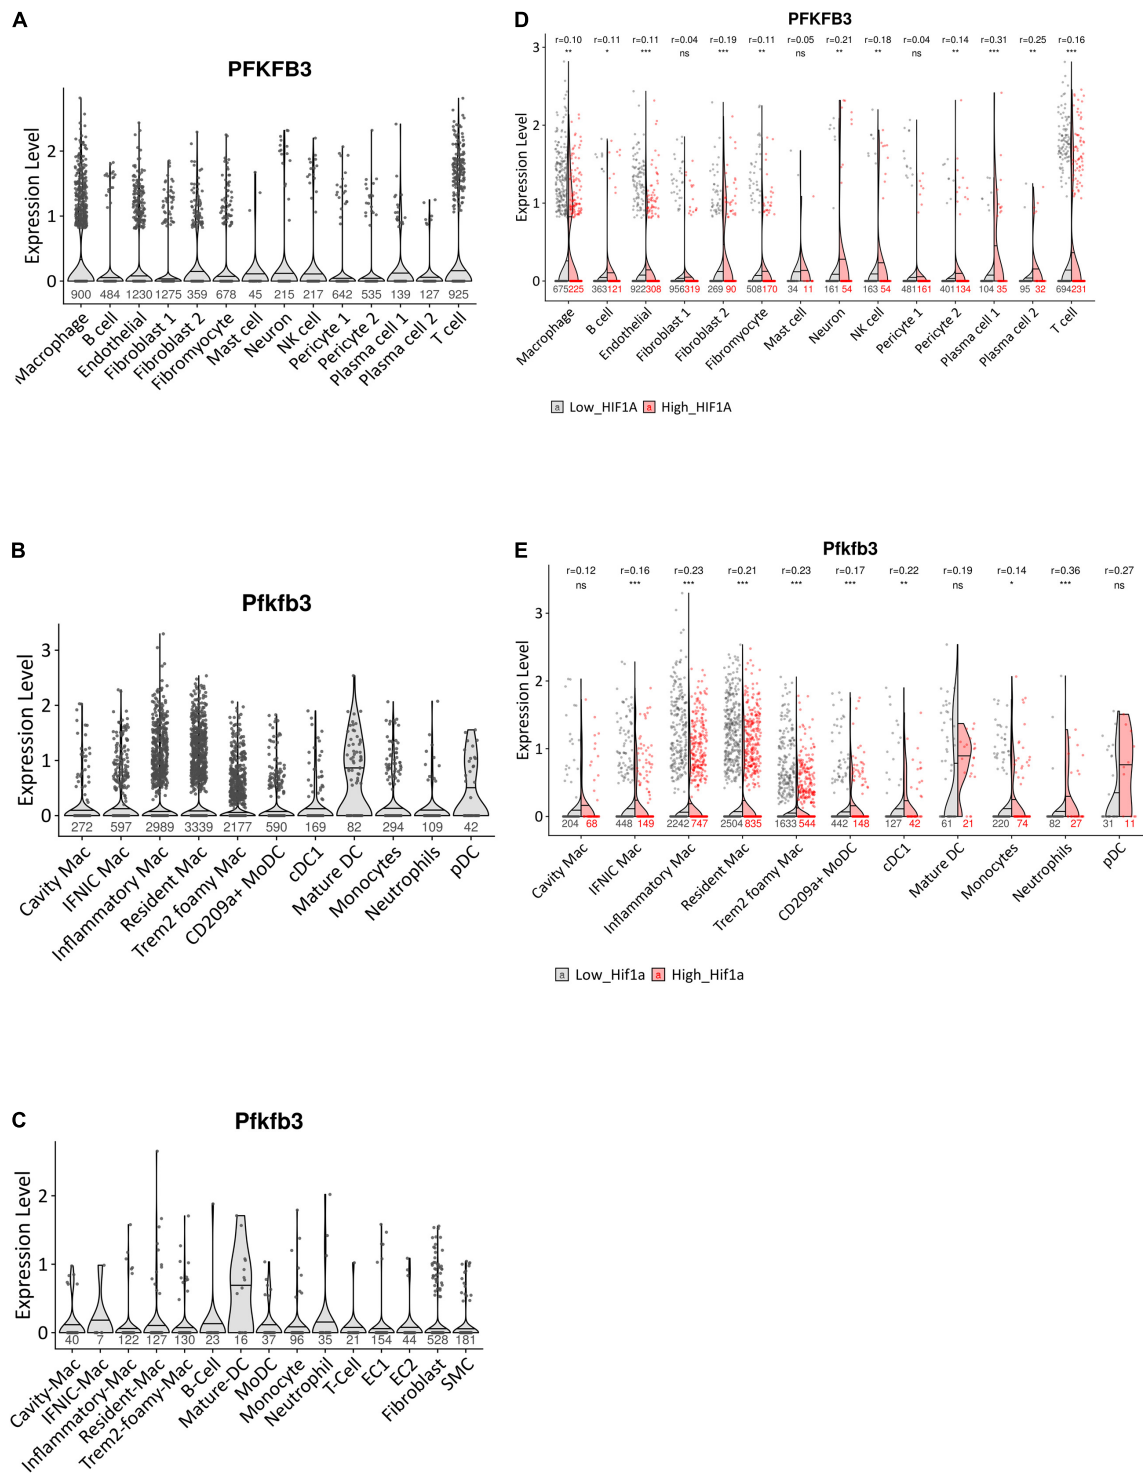 A
PFKFB3
Expression Level
2
1
0
900 484 1230 1275 359 678 45 215 217 642 535 139 127 925
Macrophage B cell Endothelial Fibroblast 1 Fibroblast 2 Fibromyocyte Mast cell Neuron NK cell Pericyte 1 Pericyte 2 Plasma cell 1 Plasma cell 2 T cell
D
PFKFB3
r=0.10 r=0.11 r=0.11 r=0.04 r=0.19 r=0.11 r=0.05 r=0.21 r=0.18 r=0.04 r=0.14 r=0.31 r=0.25 r=0.16
** * *** ns *** ** ns ** ** ns ** *** ** ***
Expression Level
3
2
1
0
675 225 363 121 922 308 956 319 269 90 508 170 34 11 161 54 163 54 481 161 401 134 104 35 95 32 694 231
Macrophage B cell Endothelial Fibroblast 1 Fibroblast 2 Fibromyocyte Mast cell Neuron NK cell Pericyte 1 Pericyte 2 Plasma cell 1 Plasma cell 2 T cell
a Low_HIF1A a High_HIF1A
B
Pfkfb3
Expression Level
3
2
1
0
272 597 2989 3339 2177 590 169 82 294 109 42
Cavity Mac IFNIC Mac Inflammatory Mac Resident Mac Trem2 foamy Mac CD209a+ MoDC cDC1 Mature DC Monocytes Neutrophils pDC
E
Pfkfb3
r=0.12 r=0.16 r=0.23 r=0.21 r=0.23 r=0.17 r=0.22 r=0.19 r=0.14 r=0.36 r=0.27
ns *** *** *** *** *** ** ns * *** ns
Expression Level
3
2
1
0
204 68 448 149 2242 747 2504 835 1633 544 442 148 127 42 61 21 220 74 82 27 31 11
Cavity Mac IFNIC Mac Inflammatory Mac Resident Mac Trem2 foamy Mac CD209a+ MoDC cDC1 Mature DC Monocytes Neutrophils pDC
a Low_Hif1a a High_Hif1a
C
Pfkfb3
Expression Level
2
1
0
40 7 122 127 130 23 16 37 96 35 21 154 44 528 181
Cavity-Mac IFNIC-Mac Inflammatory-Mac Resident-Mac Trem2-foamy-Mac B-Cell Mature-DC MoDC Monocyte Neutrophil T-Cell EC1 EC2 Fibroblast SMC